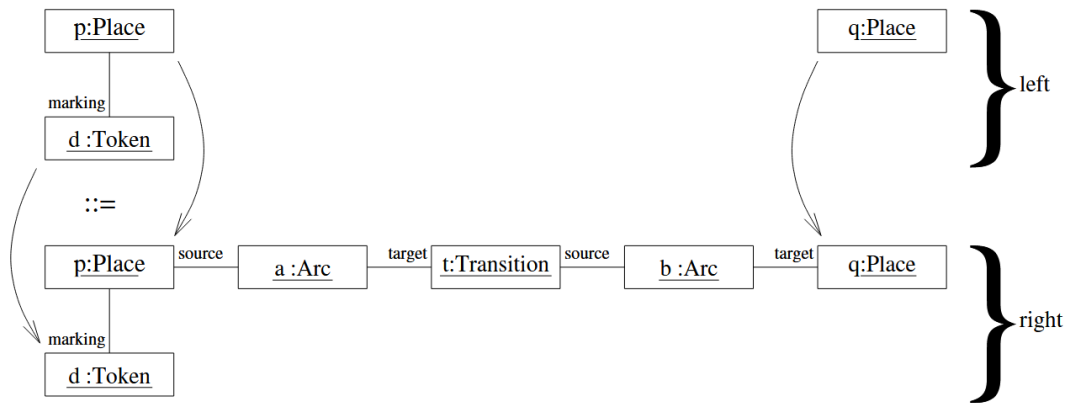 p:Place
q:Place
left
marking
d :Token
::=
p:Place
source
a :Arc
target
t:Transition
source
b :Arc
target
q:Place
right
marking
d :Token